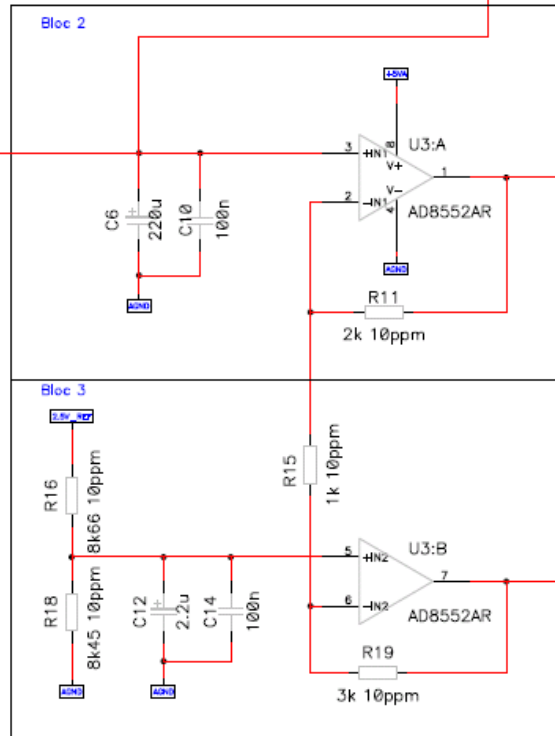 Bloc 2
+5VA
U3:A
3
+IN1
8
V+
1
2
-IN1
V-
4
AD8552AR
C6
220u
C10
100n
AGND
AGND
R11
2k 10ppm
Bloc 3
2.5V_REF
R16
8k66 10ppm
R15
1k 10ppm
U3:B
5
+IN2
7
6
-IN2
AD8552AR
R18
8k45 10ppm
C12
2.2u
C14
100n
R19
3k 10ppm
AGND
AGND